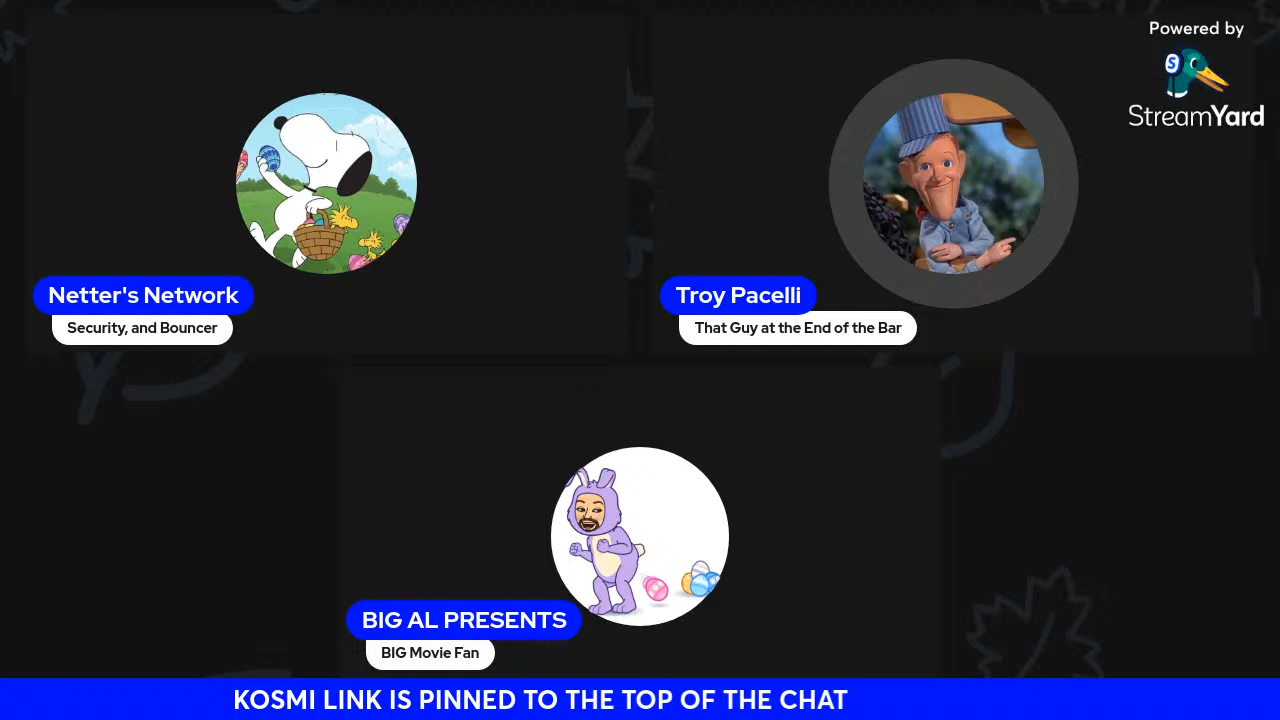 Powered by
S
StreamYard
Netter's Network
Security, and Bouncer
Troy Pacelli
That Guy at the End of the Bar
BIG AL PRESENTS
BIG Movie Fan
KOSMI LINK IS PINNED TO THE TOP OF THE CHAT